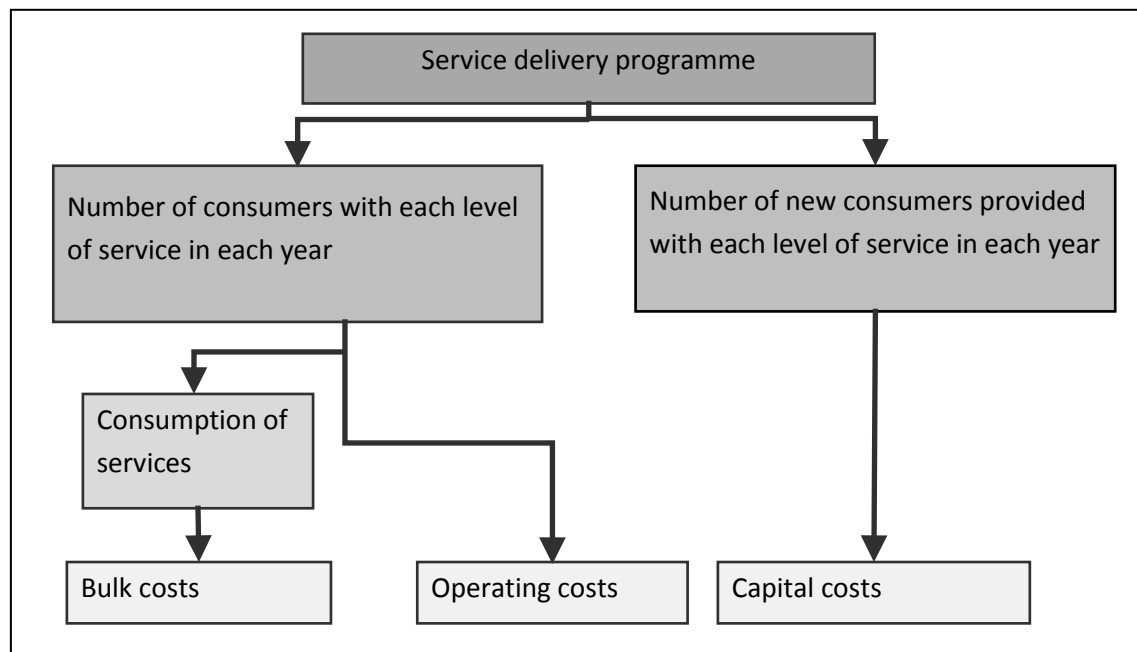 Service delivery programme
Number of consumers with each level
of service in each year
Number of new consumers provided
with each level of service in each year
Consumption of
services
Bulk costs
Operating costs
Capital costs